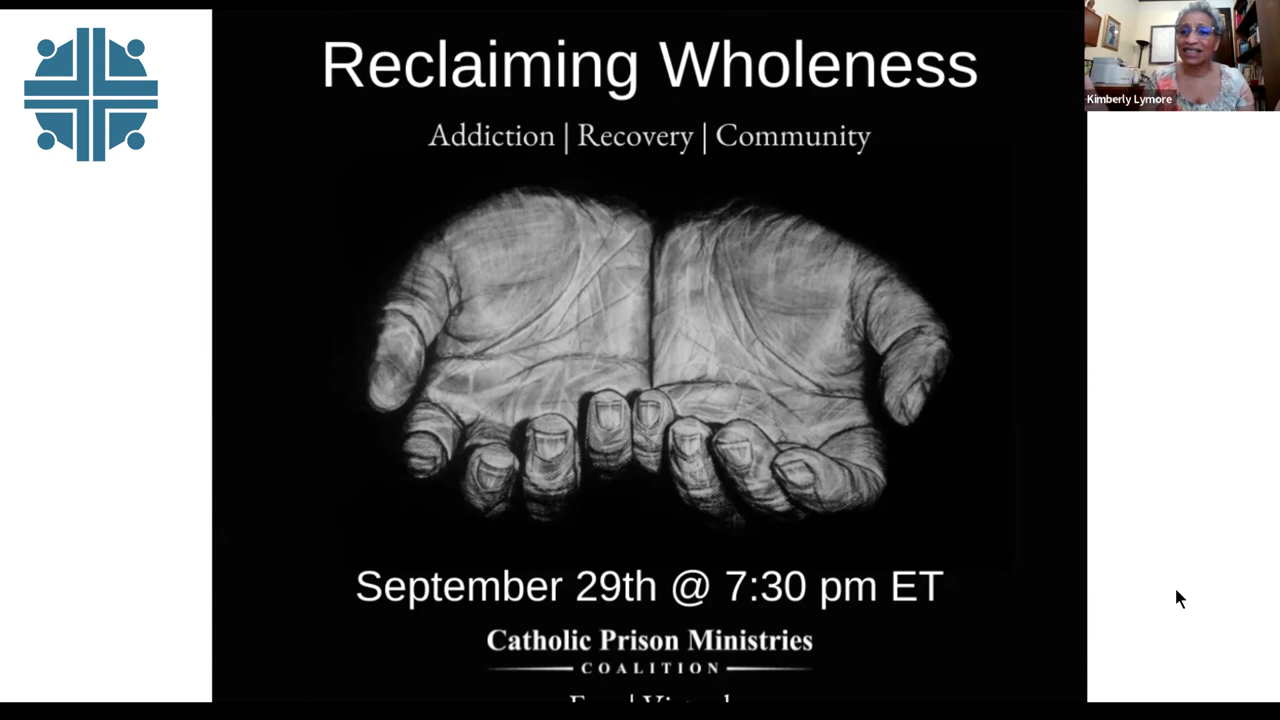 Reclaiming Wholeness
Addiction | Recovery | Community
Kimberly Lymore
September 29th @ 7:30 pm ET
Catholic Prison Ministries
COALITION